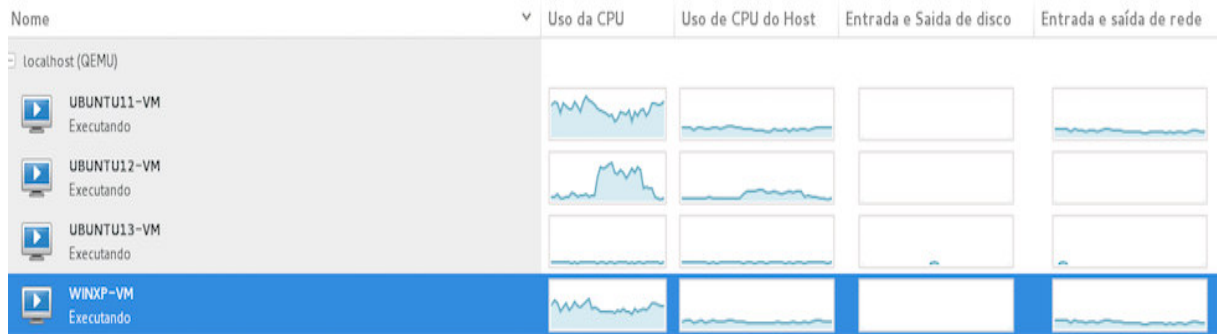 Nome Uso da CPU Uso de CPU do Host Entrada e Saida de disco Entrada e saída de rede
localhost (QEMU)
UBUNTU11-VM
Executando
UBUNTU12-VM
Executando
UBUNTU13-VM
Executando
WINXP-VM
Executando